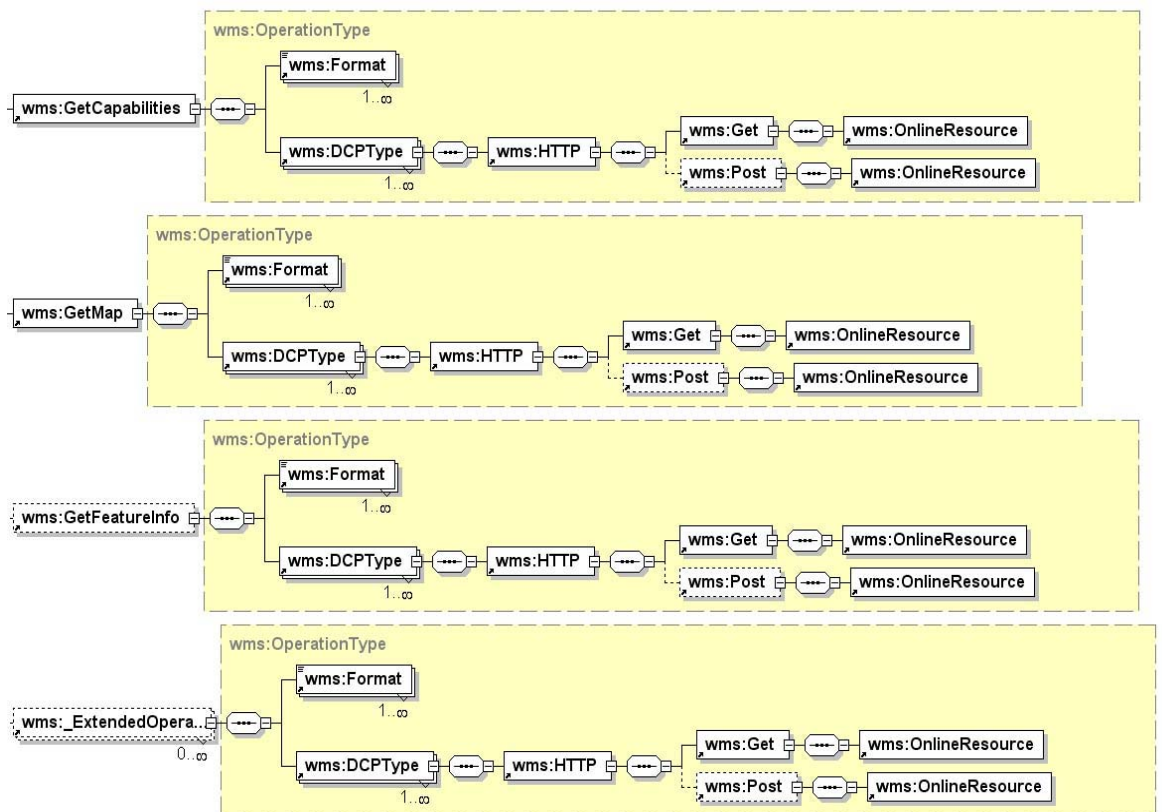 wms:OperationType
wms:Format
1..∞
wms:GetCapabilities
wms:Get
wms:OnlineResource
wms:DCPType
wms:HTTP
1..∞
wms:Post
wms:OnlineResource
wms:OperationType
wms:Format
1..∞
wms:GetMap
wms:Get
wms:OnlineResource
wms:DCPType
wms:HTTP
1..∞
wms:Post
wms:OnlineResource
wms:OperationType
wms:Format
1..∞
wms:GetFeatureInfo
wms:Get
wms:OnlineResource
wms:DCPType
wms:HTTP
1..∞
wms:Post
wms:OnlineResource
wms:OperationType
wms:Format
1..∞
wms:_ExtendedOpera...
0..∞
wms:Get
wms:OnlineResource
wms:DCPType
wms:HTTP
1..∞
wms:Post
wms:OnlineResource